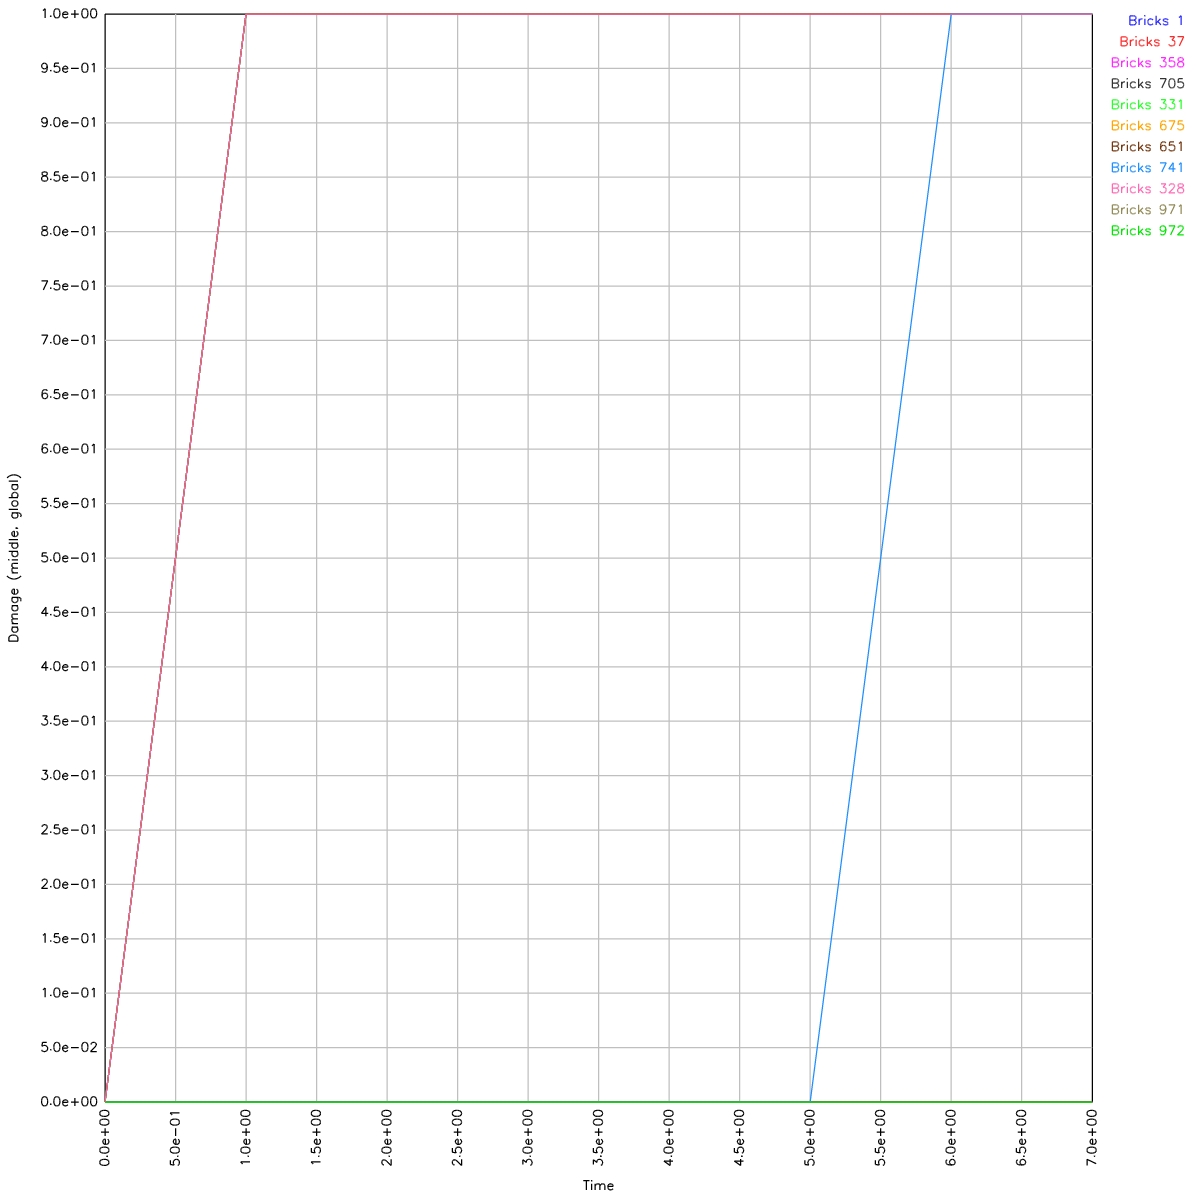 1.0e+00
9.5e-01
9.0e-01
8.5e-01
8.0e-01
7.5e-01
7.0e-01
6.5e-01
6.0e-01
5.5e-01
5.0e-01
4.5e-01
4.0e-01
3.5e-01
3.0e-01
2.5e-01
2.0e-01
1.5e-01
1.0e-01
5.0e-02
0.0e+00
Damage (middle, global)
0.0e+00
5.0e-01
1.0e+00
1.5e+00
2.0e+00
2.5e+00
3.0e+00
3.5e+00
4.0e+00
4.5e+00
5.0e+00
5.5e+00
6.0e+00
6.5e+00
7.0e+00
Time
Bricks 1
Bricks 37
Bricks 358
Bricks 705
Bricks 331
Bricks 675
Bricks 651
Bricks 741
Bricks 328
Bricks 971
Bricks 972